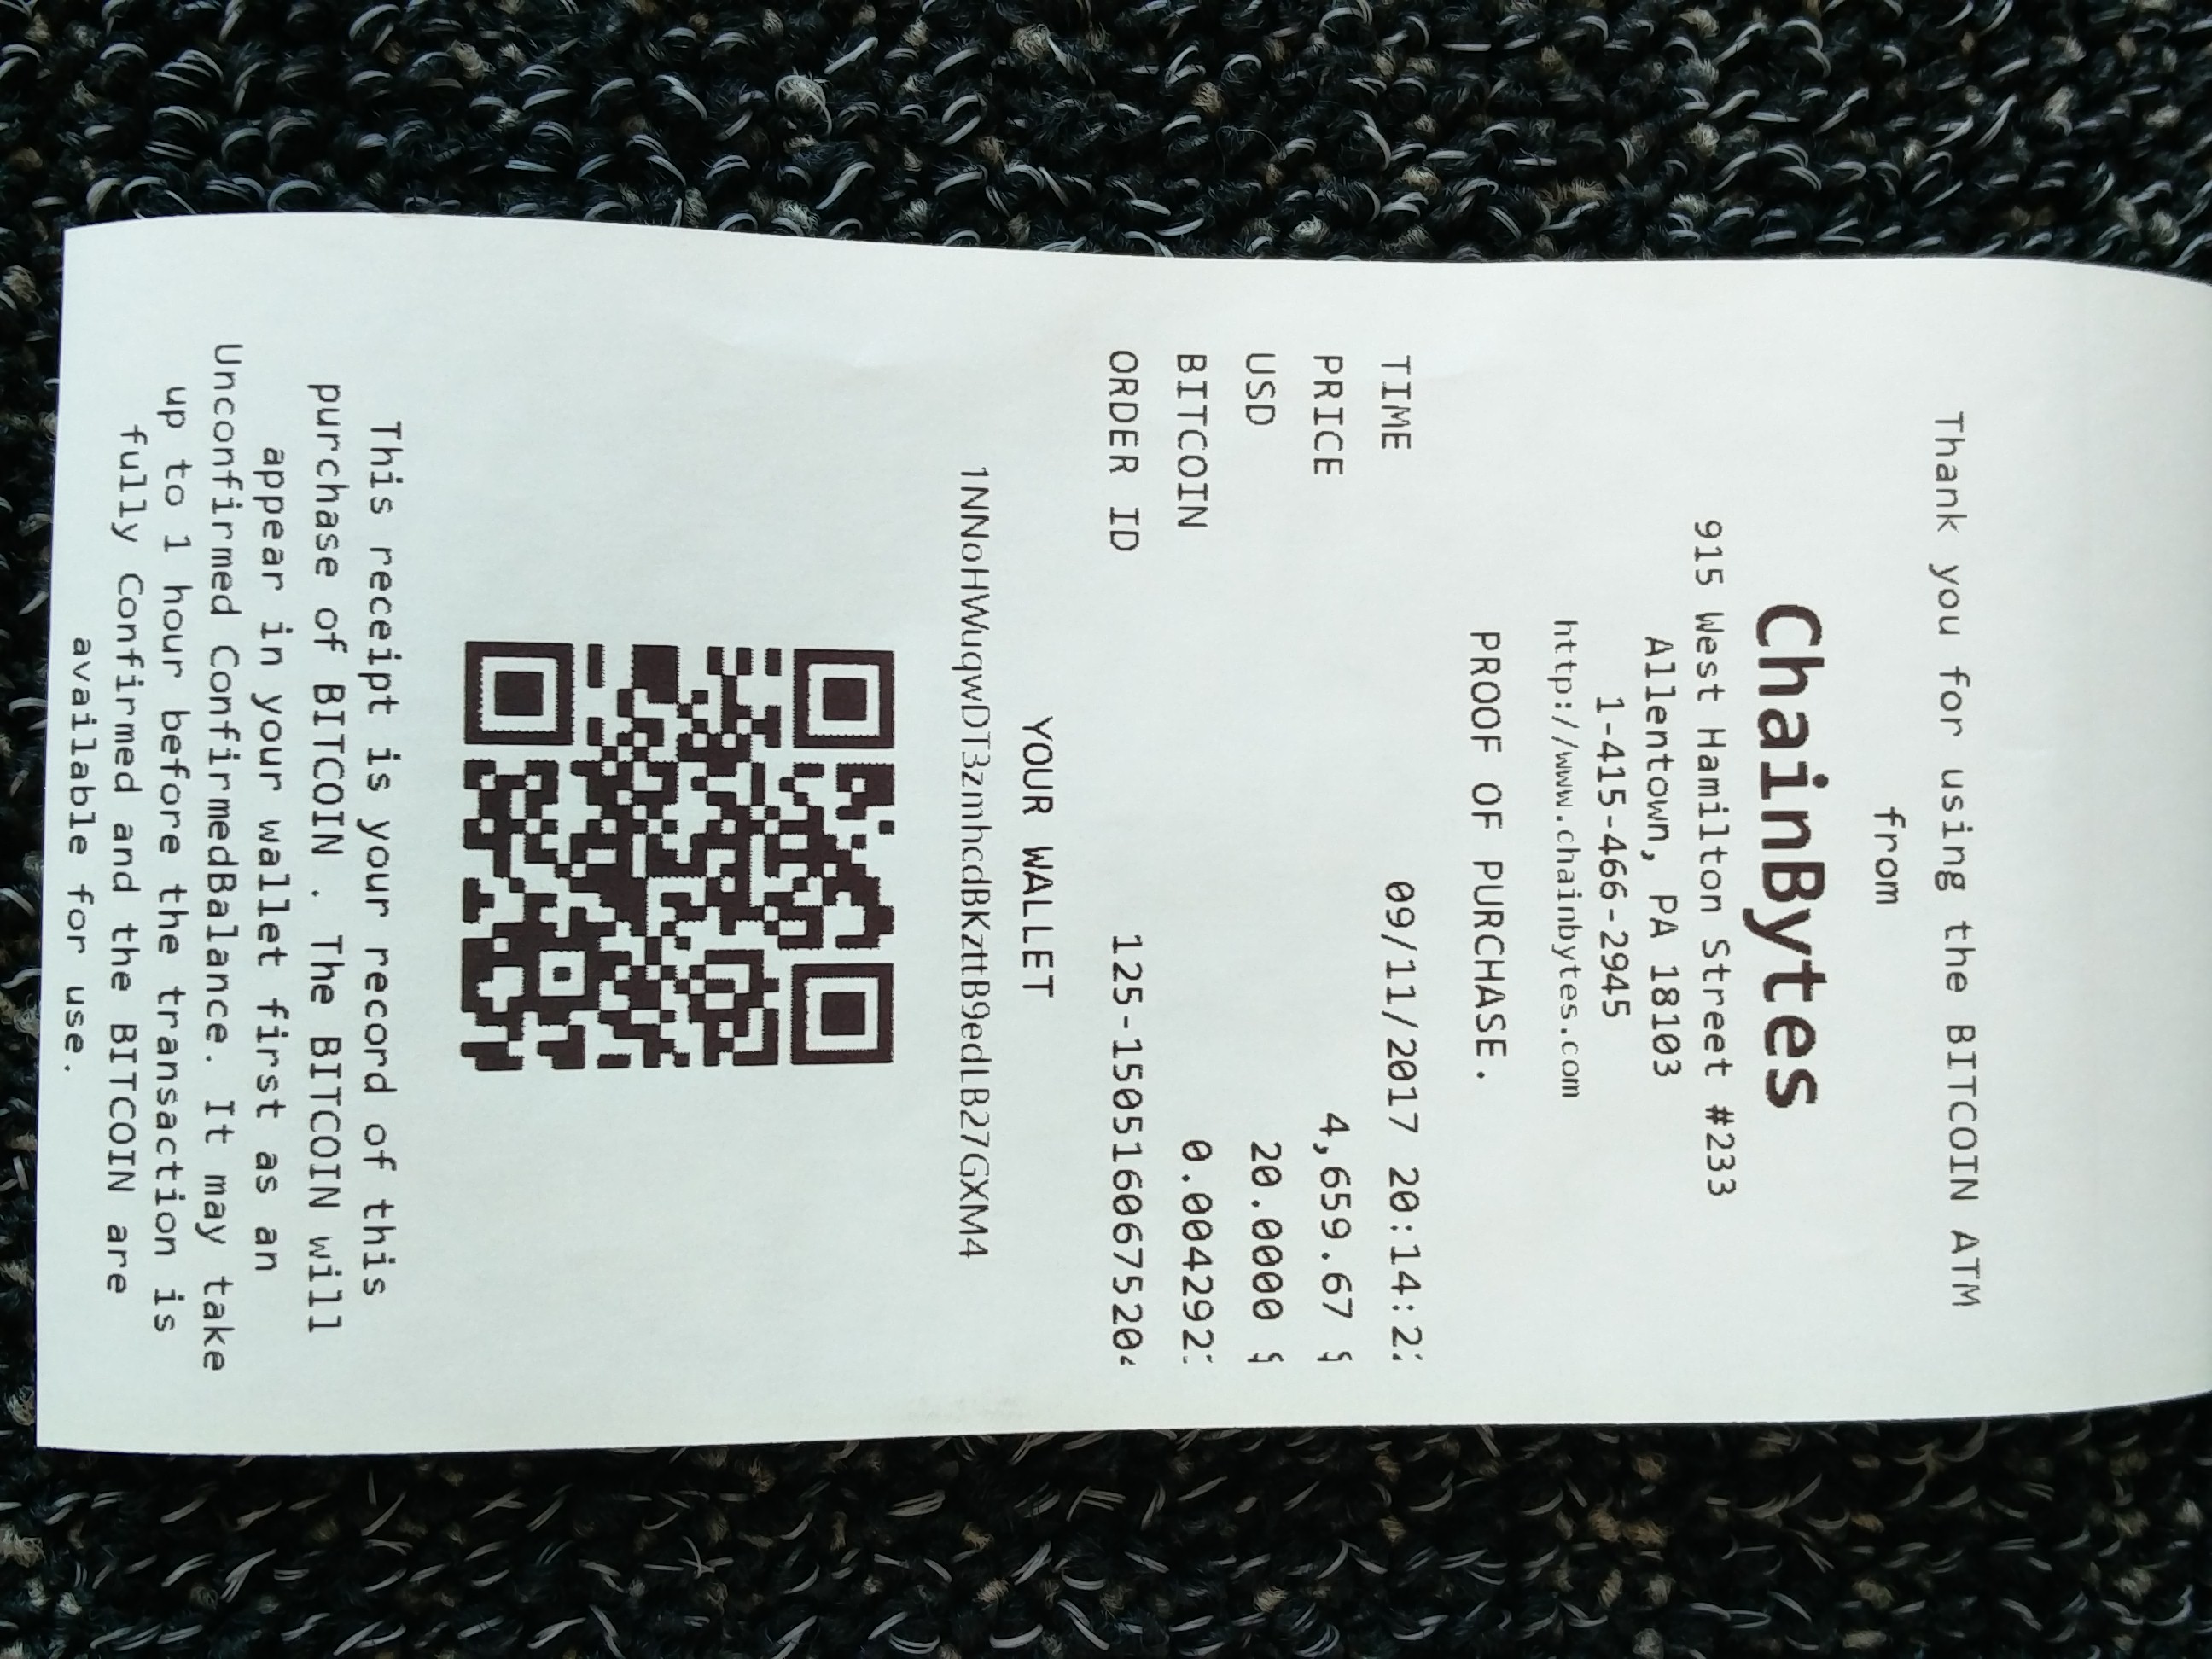 Thank you for using the BITCOIN ATM
from
ChainBytes
915 West Hamilton Street #233
Allentown, PA 18103
1-415-466-2945
http://www.chainbytes.com
PROOF OF PURCHASE.
TIME 09/11/2017 20:14:2
PRICE 4,659.67 $
USD 20.0000 $
BITCOIN 0.004292
ORDER ID 125-150516067520
YOUR WALLET
1NNoHWuqwDT3zmhcdBKzttB9edLB27GXM4
This receipt is your record of this
purchase of BITCOIN . The BITCOIN will
appear in your wallet first as an
Unconfirmed ConfirmedBalance. It may take
up to 1 hour before the transaction is
fully Confirmed and the BITCOIN are
available for use.